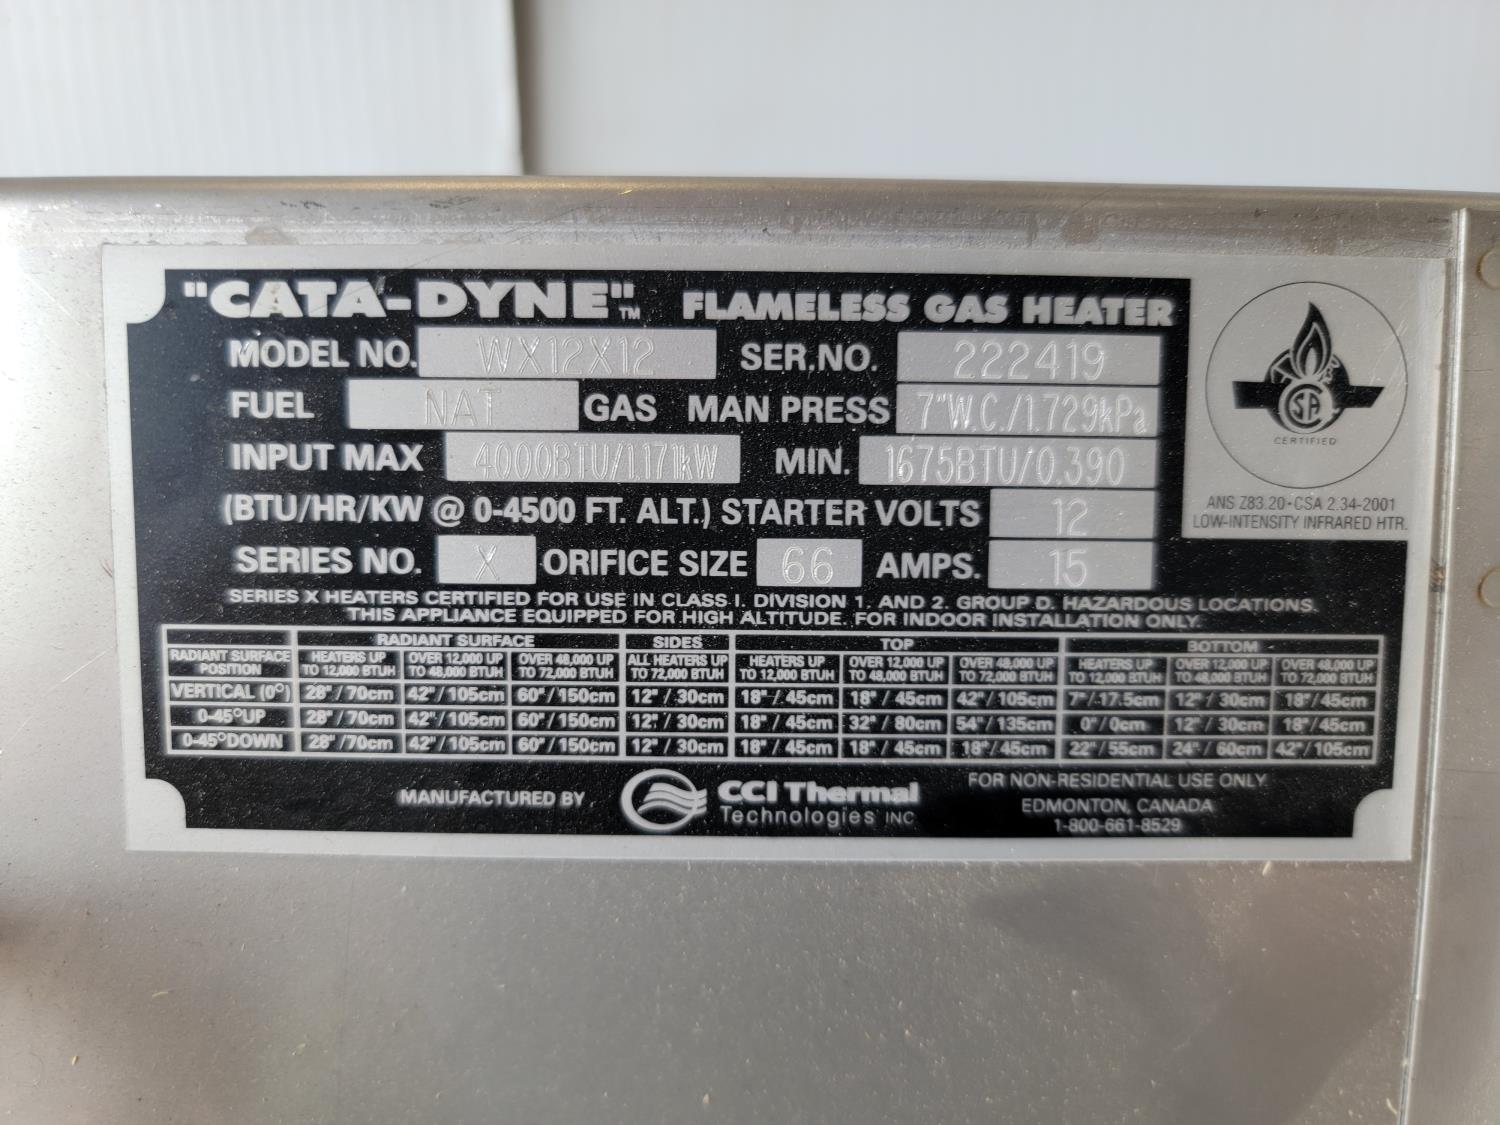 "CATA-DYNE"™ FLAMELESS GAS HEATER
MODEL NO. WX12X12 SER.NO. 222419
FUEL NAT GAS MAN PRESS 7"W.C./1.729kPa
INPUT MAX 4000BTU/1.171kW MIN. 1675BTU/0.390
(BTU/HR/KW @ 0-4500 FT. ALT.) STARTER VOLTS 12
SERIES NO. X ORIFICE SIZE 66 AMPS. 15
CSA
CERTIFIED
ANS Z83.20-CSA 2.34-2001
LOW-INTENSITY INFRARED HTR.
SERIES X HEATERS CERTIFIED FOR USE IN CLASS I. DIVISION 1. AND 2. GROUP D. HAZARDOUS LOCATIONS.
THIS APPLIANCE EQUIPPED FOR HIGH ALTITUDE. FOR INDOOR INSTALLATION ONLY.
RADIANT SURFACE SIDES TOP BOTTOM
RADIANT SURFACE POSITION HEATERS UP TO 12,000 BTUH OVER 12,000 UP TO 48,000 BTUH OVER 48,000 UP TO 72,000 BTUH ALL HEATERS UP TO 72,000 BTUH HEATERS UP TO 12,000 BTUH OVER 12,000 UP TO 48,000 BTUH OVER 48,000 UP TO 72,000 BTUH HEATERS UP TO 12,000 BTUH OVER 12,000 UP TO 48,000 BTUH OVER 48,000 UP TO 72,000 BTUH
VERTICAL (0°) 28"/70cm 42"/105cm 60"/150cm 12"/30cm 18"/45cm 18"/45cm 42"/105cm 7"/17.5cm 12"/30cm 18"/45cm
0-45°UP 28"/70cm 42"/105cm 60"/150cm 12"/30cm 18"/45cm 32"/80cm 54"/135cm 0"/0cm 12"/30cm 18"/45cm
0-45°DOWN 28"/70cm 42"/105cm 60"/150cm 12"/30cm 18"/45cm 18"/45cm 18"/45cm 22"/55cm 24"/60cm 42"/105cm
MANUFACTURED BY CCI Thermal Technologies INC
FOR NON-RESIDENTIAL USE ONLY
EDMONTON, CANADA
1-800-661-8529